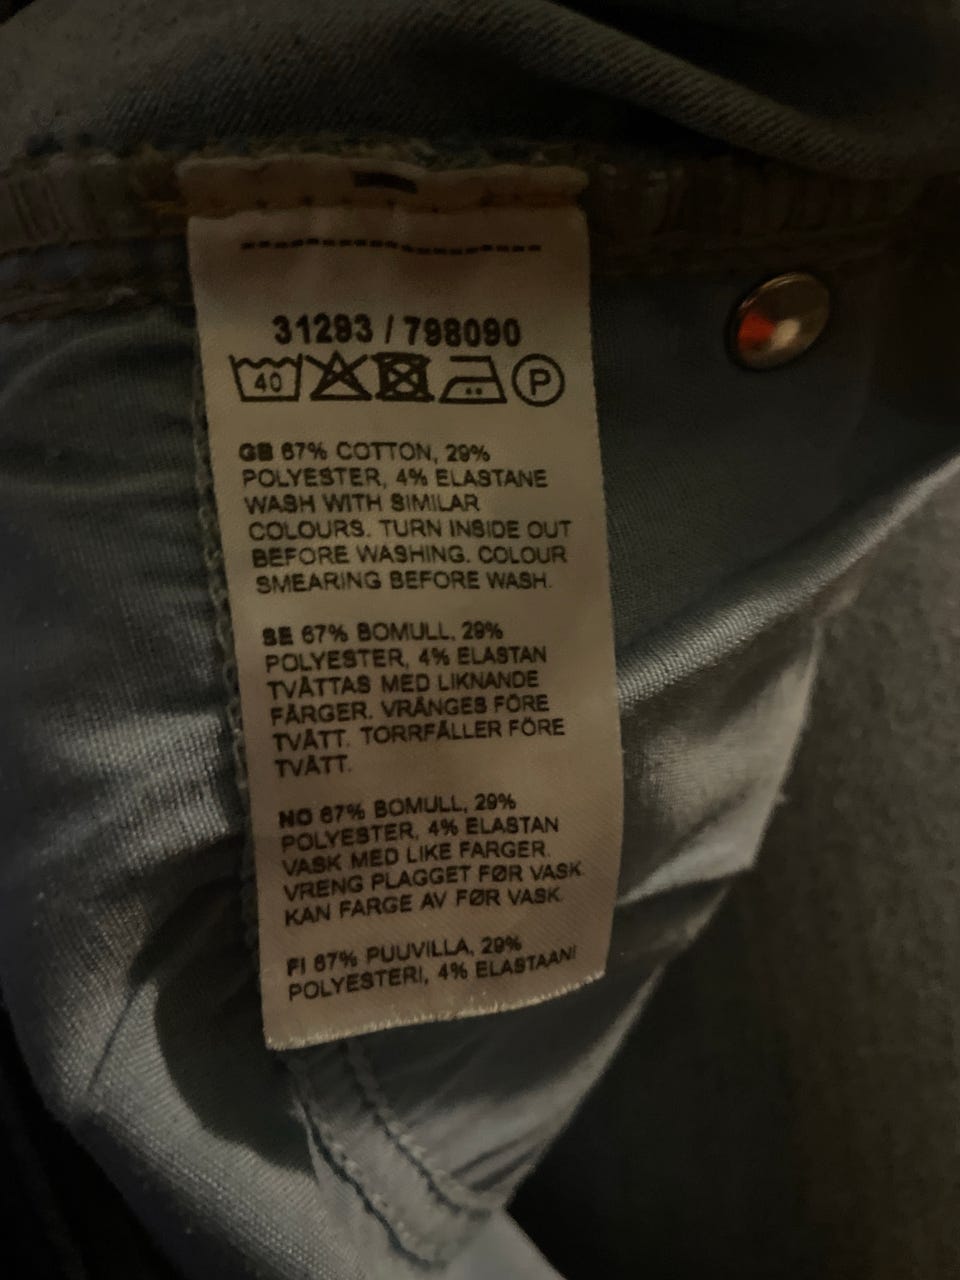 31293 / 798090
40 P
GB 67% COTTON, 29%
POLYESTER, 4% ELASTANE
WASH WITH SIMILAR
COLOURS. TURN INSIDE OUT
BEFORE WASHING. COLOUR
SMEARING BEFORE WASH.
SE 67% BOMULL, 29%
POLYESTER, 4% ELASTAN
TVÄTTAS MED LIKNANDE
FÄRGER. VRÄNGES FÖRE
TVÄTT. TORRFÄLLER FÖRE
TVÄTT.
NO 67% BOMULL, 29%
POLYESTER, 4% ELASTAN
VASK MED LIKE FARGER.
VRENG PLAGGET FØR VASK.
KAN FARGE AV FØR VASK.
FI 67% PUUVILLA, 29%
POLYESTERI, 4% ELASTAANI